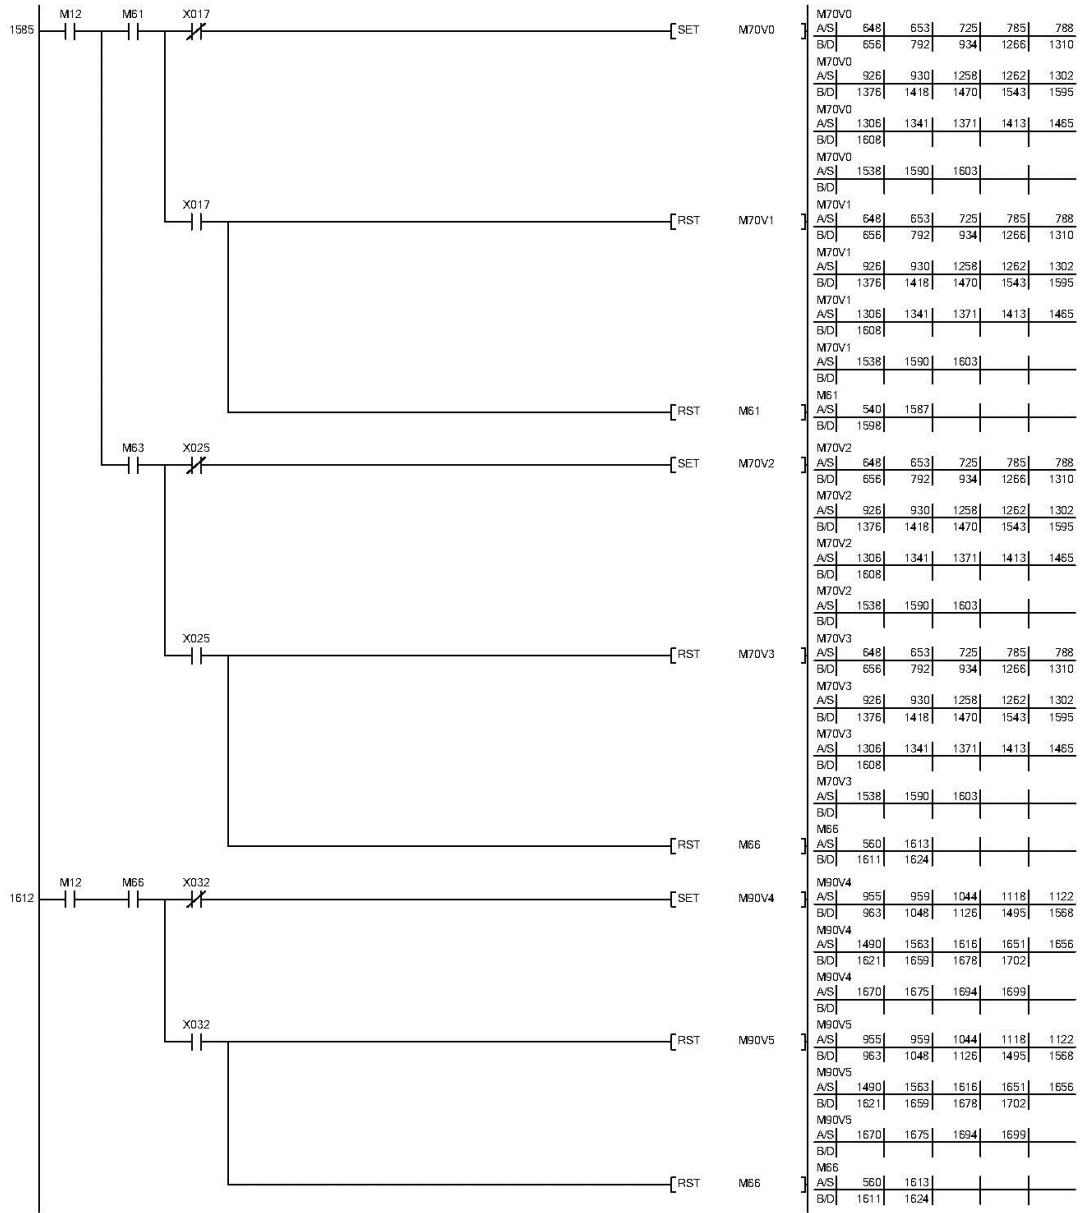 M12 M61 X017 M70V0
1585 SET M70V0 A/S 648 653 725 785 788
B/D 656 792 934 1266 1310
M70V0
A/S 926 930 1258 1262 1302
B/D 1376 1418 1470 1543 1595
M70V0
A/S 1306 1341 1371 1413 1465
B/D 1608
M70V0
A/S 1538 1590 1603
B/D
X017 M70V1
RST M70V1 A/S 648 653 725 785 788
B/D 656 792 934 1266 1310
M70V1
A/S 926 930 1258 1262 1302
B/D 1376 1418 1470 1543 1595
M70V1
A/S 1306 1341 1371 1413 1465
B/D 1608
M70V1
A/S 1538 1590 1603
B/D
M61
RST M61 A/S 540 1587
B/D 1598
M63 X025 M70V2
SET M70V2 A/S 648 653 725 785 788
B/D 656 792 934 1266 1310
M70V2
A/S 926 930 1258 1262 1302
B/D 1376 1418 1470 1543 1595
M70V2
A/S 1306 1341 1371 1413 1465
B/D 1608
M70V2
A/S 1538 1590 1603
B/D
X025 M70V3
RST M70V3 A/S 648 653 725 785 788
B/D 656 792 934 1266 1310
M70V3
A/S 926 930 1258 1262 1302
B/D 1376 1418 1470 1543 1595
M70V3
A/S 1306 1341 1371 1413 1465
B/D 1608
M70V3
A/S 1538 1590 1603
B/D
M66
RST M66 A/S 560 1613
B/D 1611 1624
M12 M66 X032 M90V4
1612 SET M90V4 A/S 955 959 1044 1118 1122
B/D 963 1048 1126 1495 1568
M90V4
A/S 1490 1563 1616 1651 1656
B/D 1621 1659 1678 1702
M90V4
A/S 1670 1675 1694 1699
B/D
X032 M90V5
RST M90V5 A/S 955 959 1044 1118 1122
B/D 963 1048 1126 1495 1568
M90V5
A/S 1490 1563 1616 1651 1656
B/D 1621 1659 1678 1702
M90V5
A/S 1670 1675 1694 1699
B/D
M66
RST M66 A/S 560 1613
B/D 1611 1624